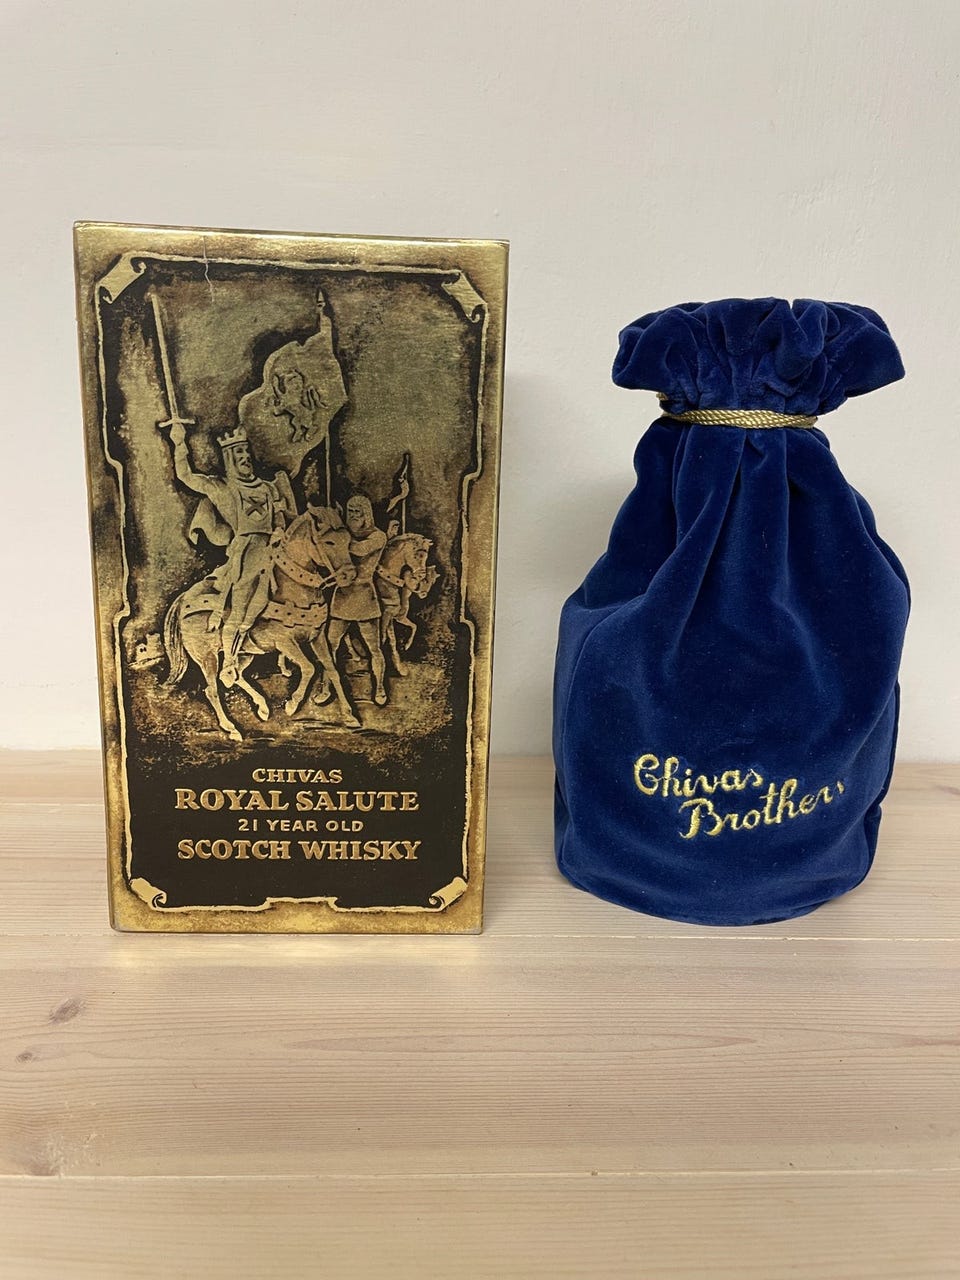 CHIVAS
ROYAL SALUTE
21 YEAR OLD
SCOTCH WHISKY
Chivas
Brothers